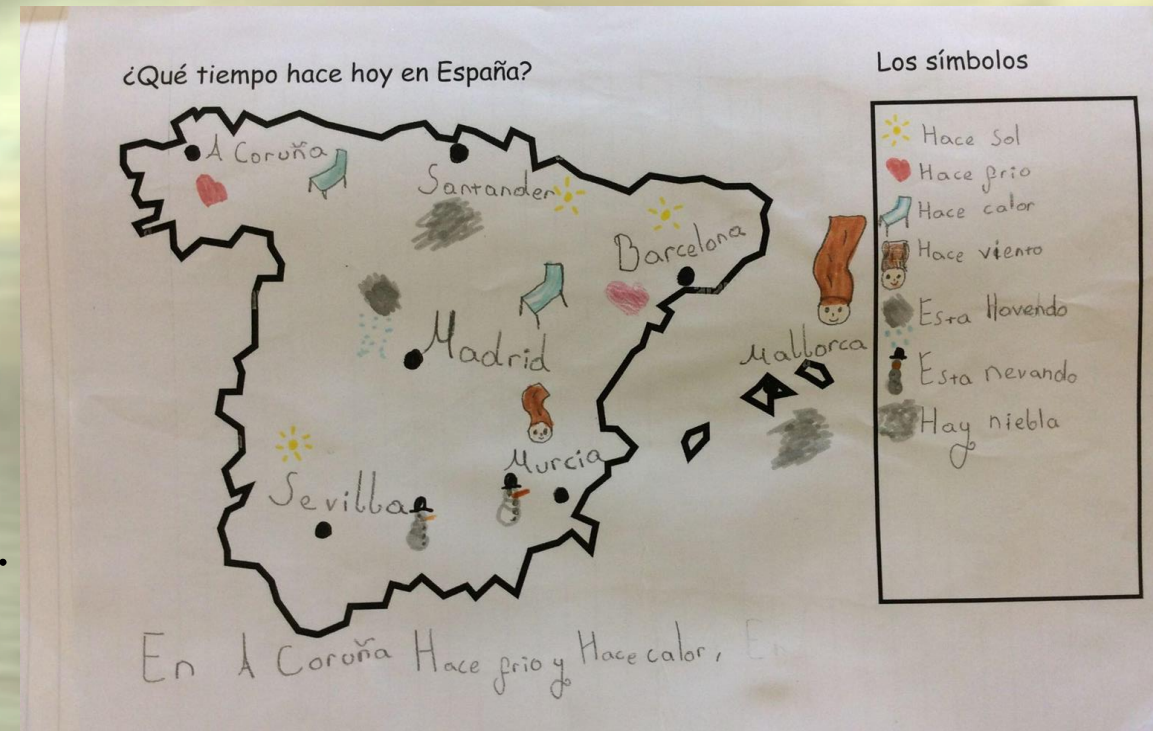 ¿Qué tiempo hace hoy en España?
A Coruña
Santander
Barcelona
Madrid
Mallorca
Murcia
Sevilla
En A Coruña Hace frio y Hace calor, En
Los símbolos
Hace Sol
Hace frio
Hace calor
Hace viento
Esta llovendo
Esta nevando
Hay niebla